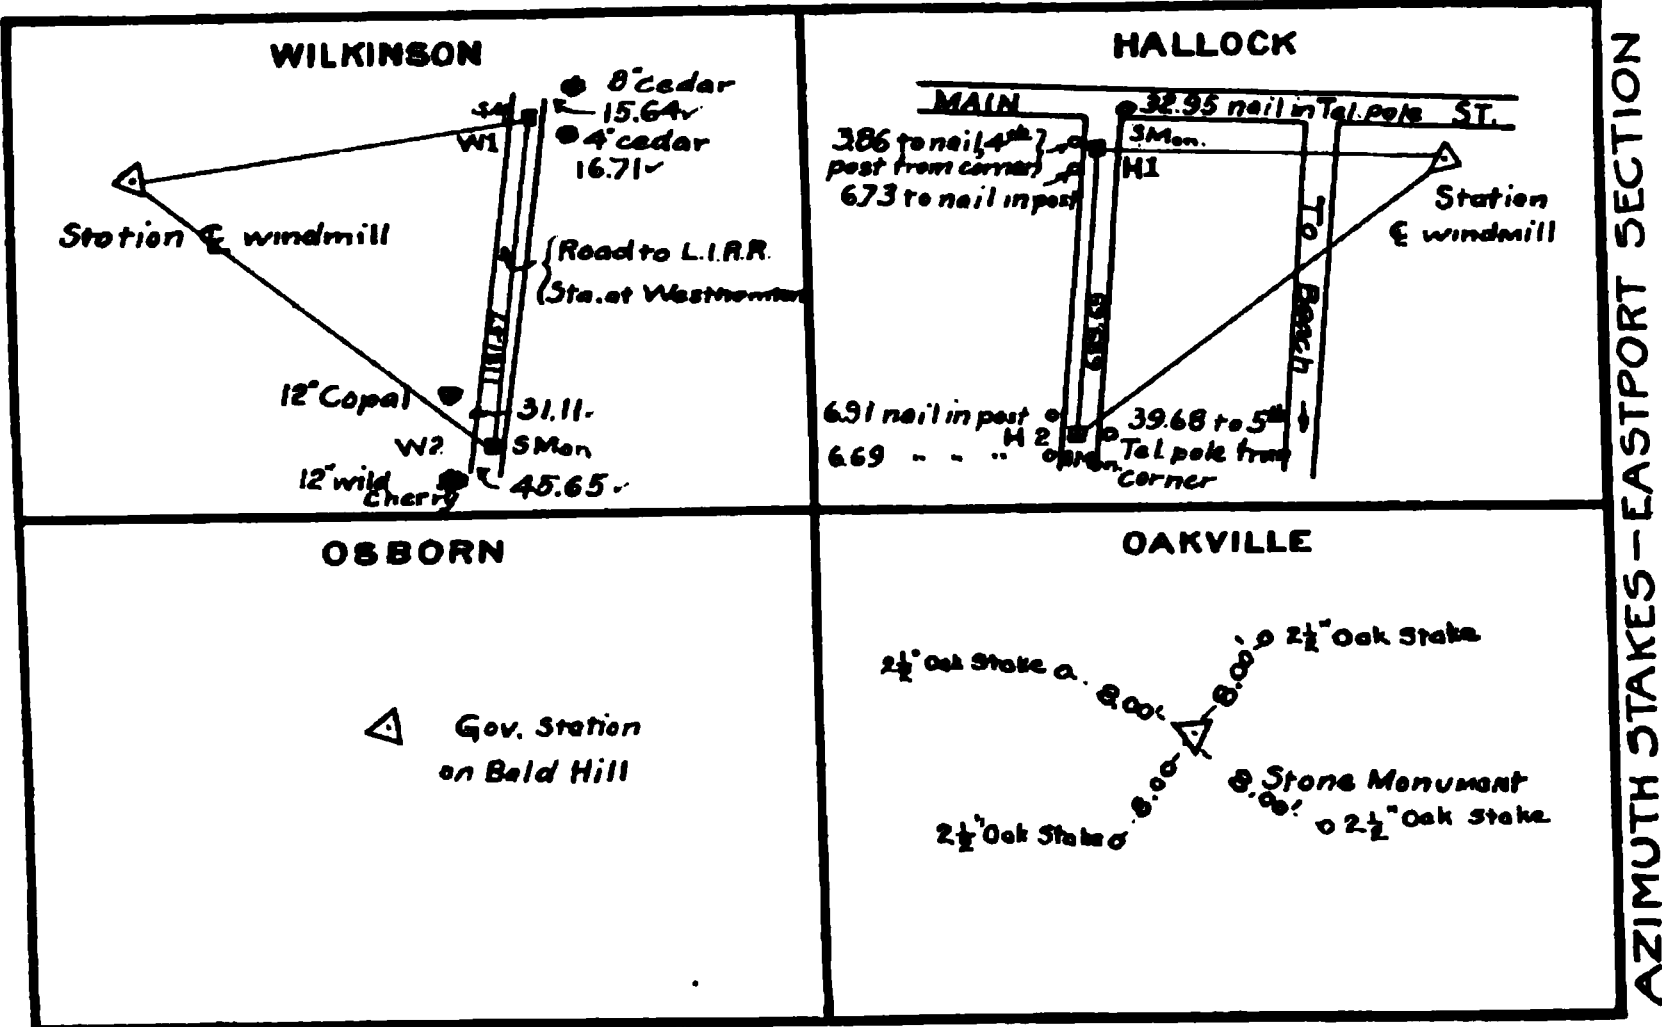 WILKINSON
8" cedar
15.64
W1
4" cedar
16.71
Station ℄ windmill
Road to L.I.R.R.
Sta. at
12" Copal
31.11
W2
S Mon
12" wild
cherry
45.65
HALLOCK
MAIN
32.95 nail in Tel. pole
ST.
3.86 to nail, 4th
post from corner
S Mon.
H1
6.73 to nail in post
Station
℄ windmill
To Beach
6.91 nail in post
H2
39.68 to 5th
6.69 " " "
Tel. pole from
corner
OSBORN
Gov. Station
on Bald Hill
OAKVILLE
2½" Oak Stake
8.00'
2½" Oak Stake
8.00'
Stone Monument
8.00
8.00'
2½" Oak Stake
2½" Oak Stake
AZIMUTH STAKES—EASTPORT SECTION